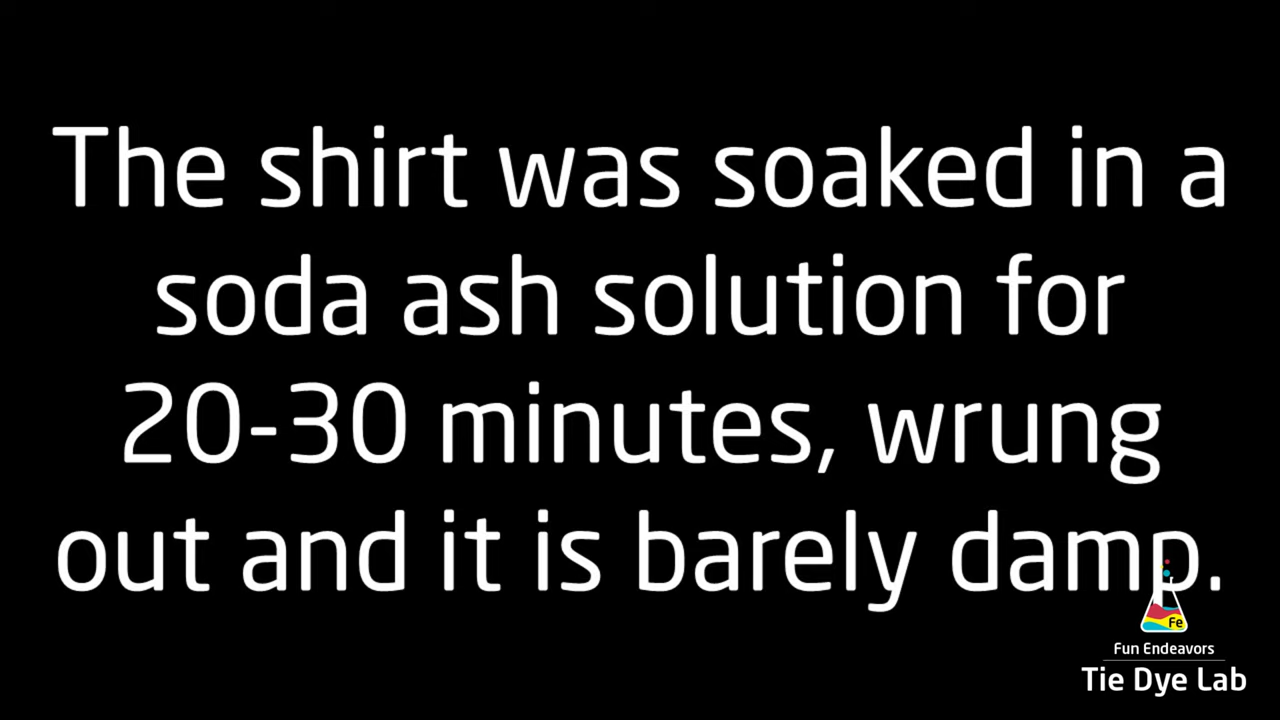 The shirt was soaked in a
soda ash solution for
20-30 minutes, wrung
out and it is barely damp.
Fe
Fun Endeavors
Tie Dye Lab